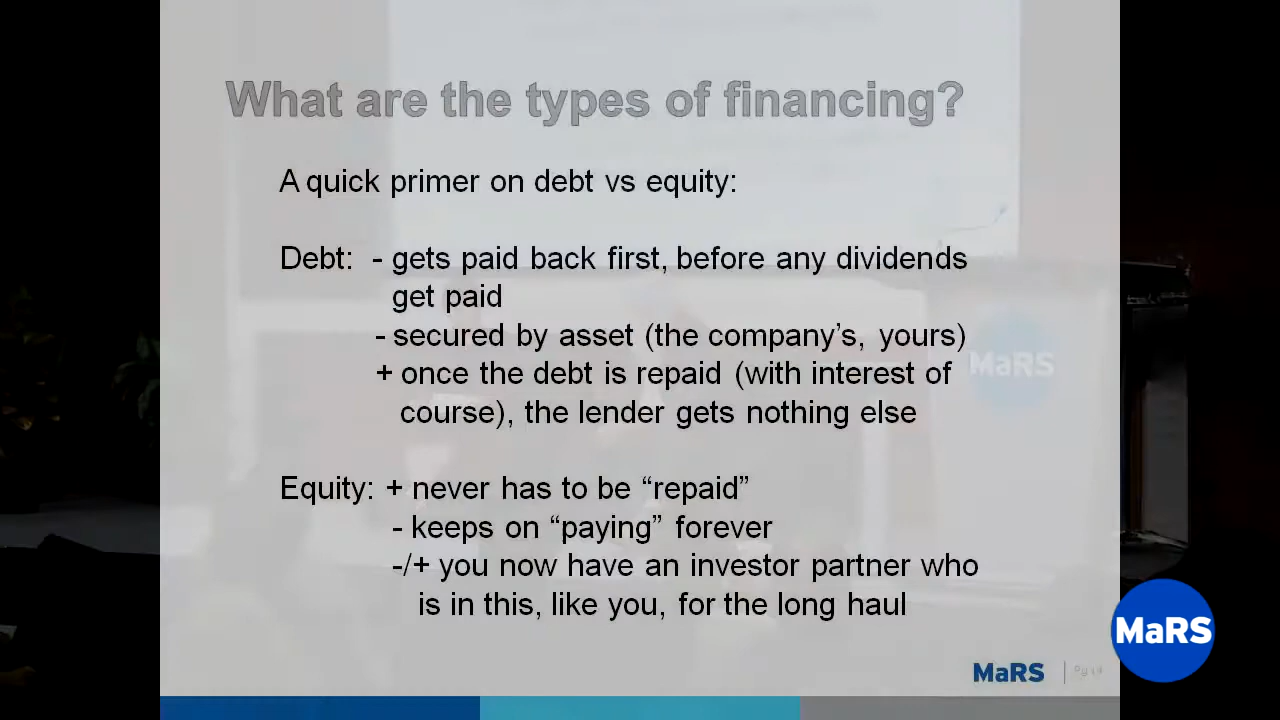 What are the types of financing?
A quick primer on debt vs equity:
Debt: - gets paid back first, before any dividends
get paid
- secured by asset (the company’s, yours)
+ once the debt is repaid (with interest of
course), the lender gets nothing else
Equity: + never has to be “repaid”
- keeps on “paying” forever
-/+ you now have an investor partner who
is in this, like you, for the long haul
MaRS
MaRS
MaRS